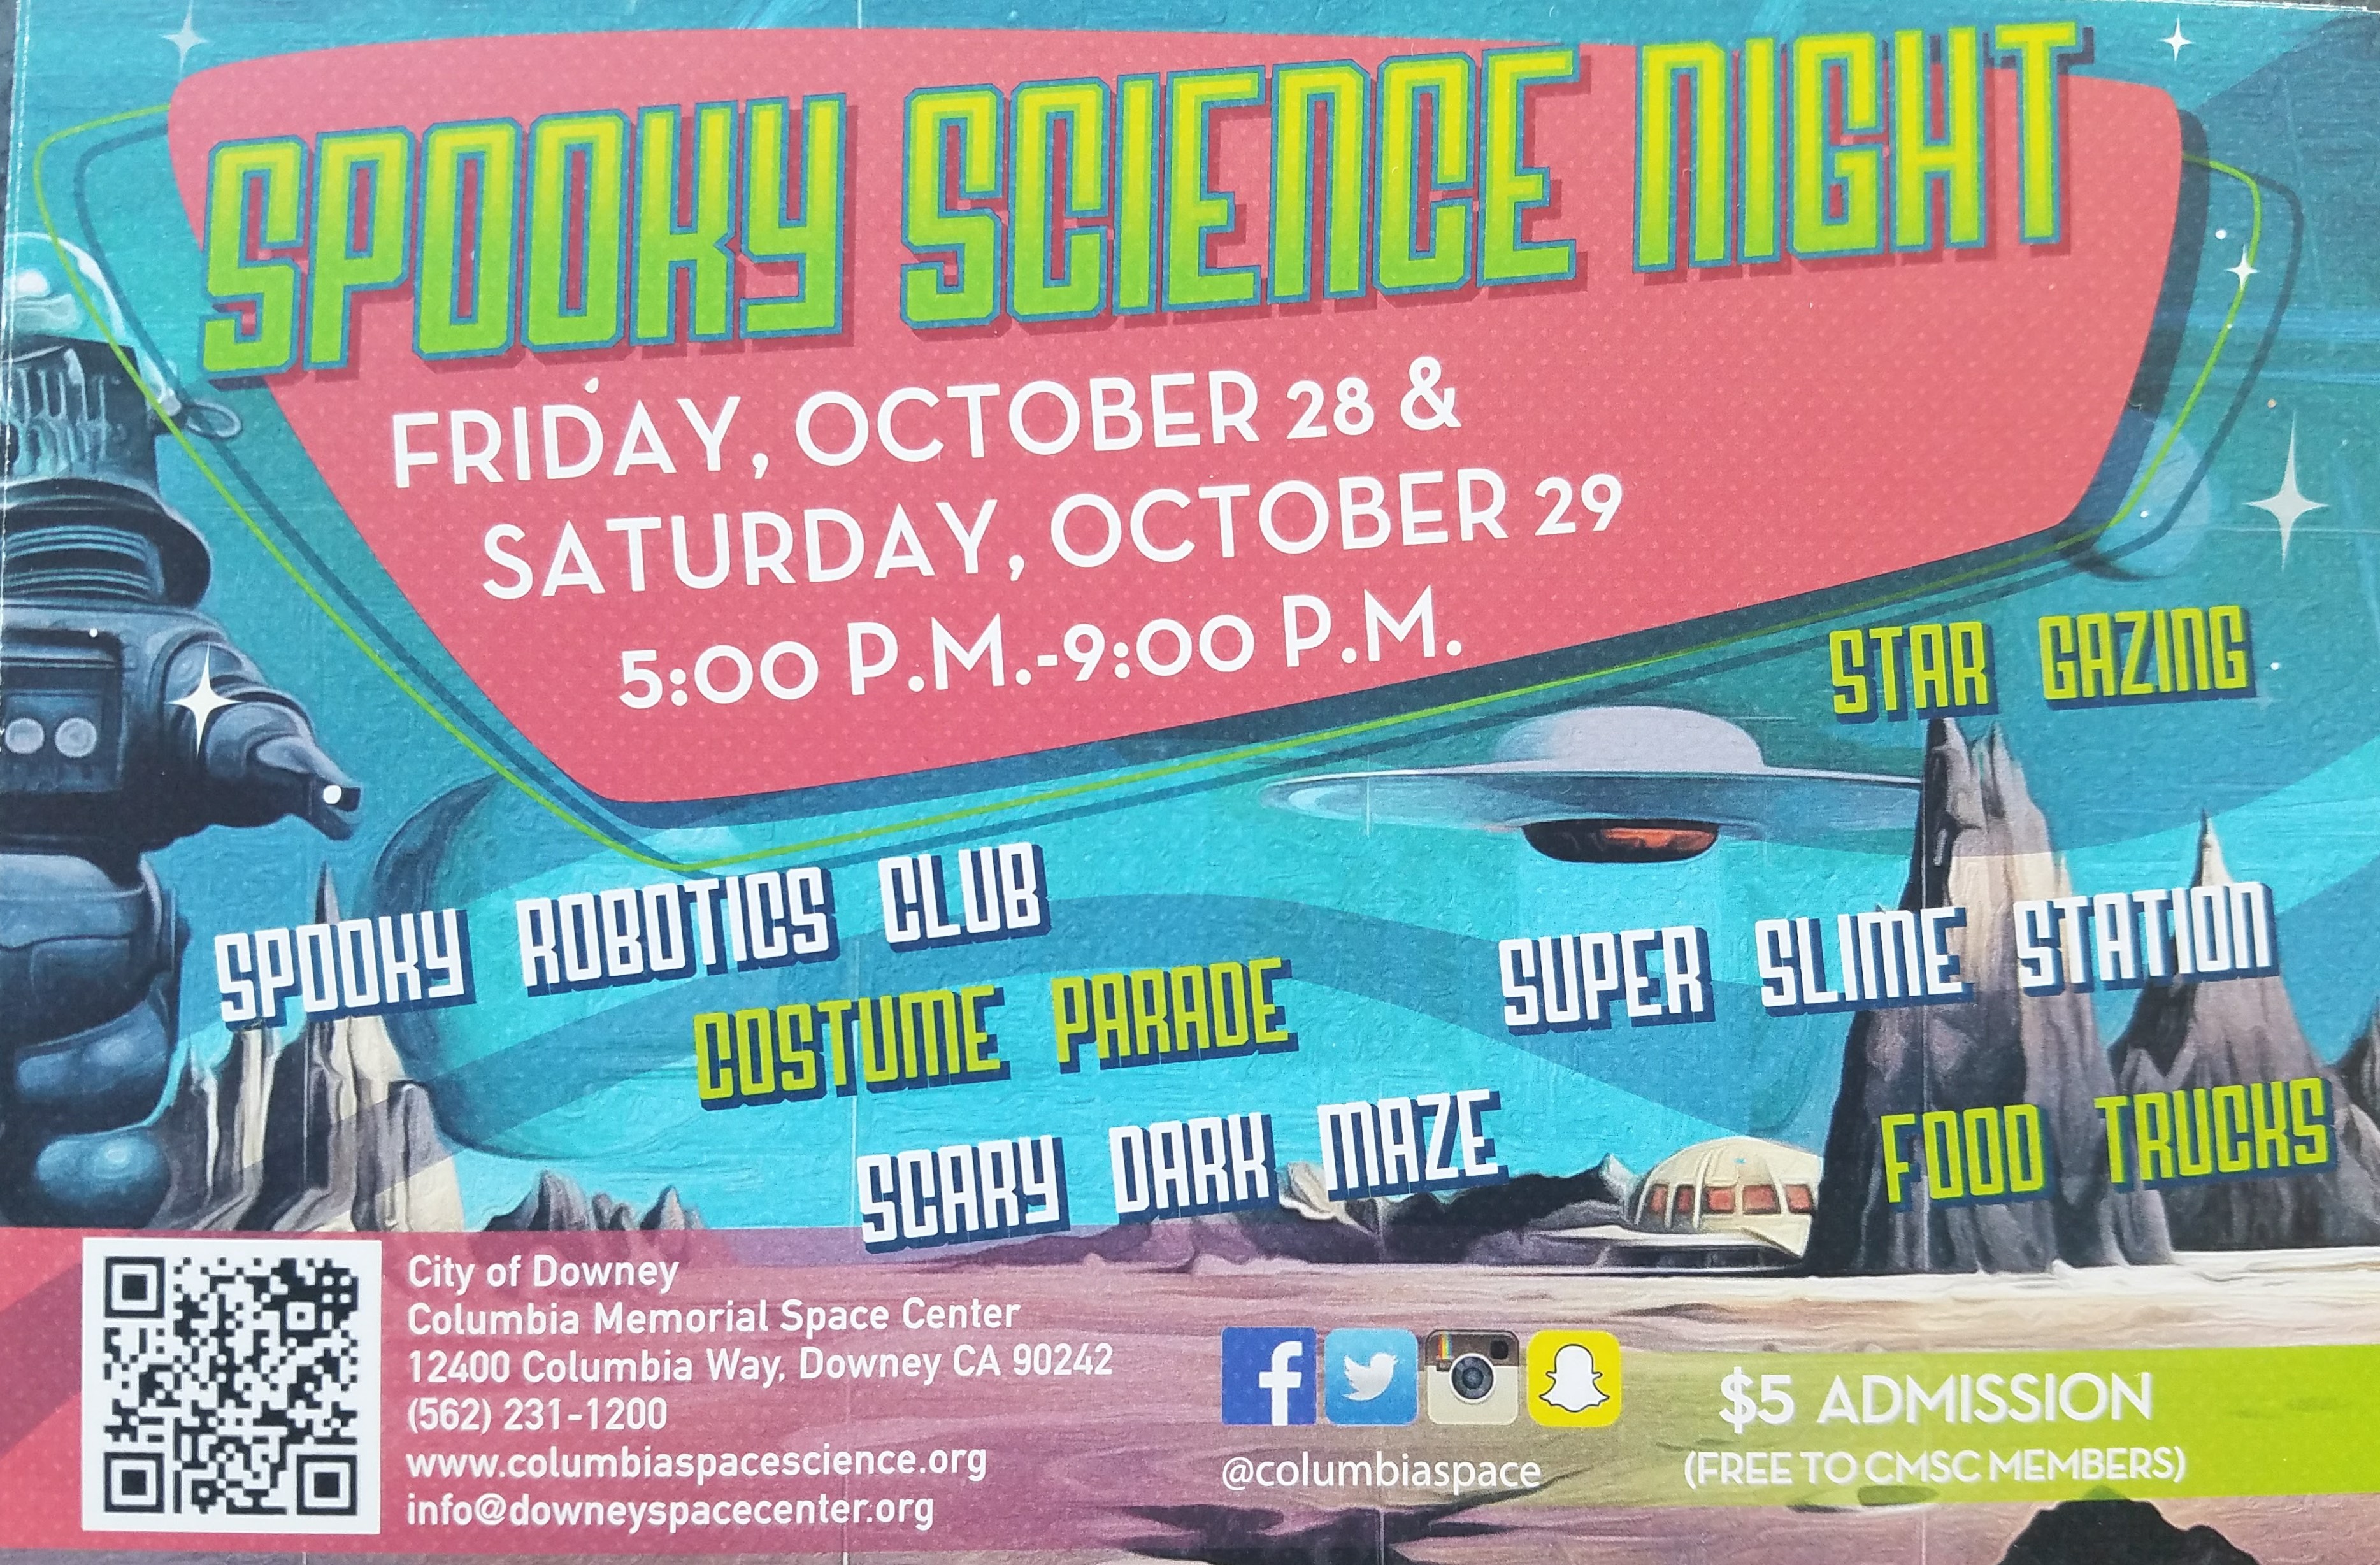 SPOOKY SCIENCE NIGHT
FRIDAY, OCTOBER 28 &
SATURDAY, OCTOBER 29
5:00 P.M.-9:00 P.M.
STAR GAZING
SPOOKY ROBOTICS CLUB
SUPER SLIME STATION
COSTUME PARADE
SCARY DARK MAZE
FOOD TRUCKS
City of Downey
Columbia Memorial Space Center
12400 Columbia Way, Downey CA 90242
(562) 231-1200
www.columbiaspacescience.org
info@downeyspacecenter.org
@columbiaspace
$5 ADMISSION
(FREE TO CMSC MEMBERS)